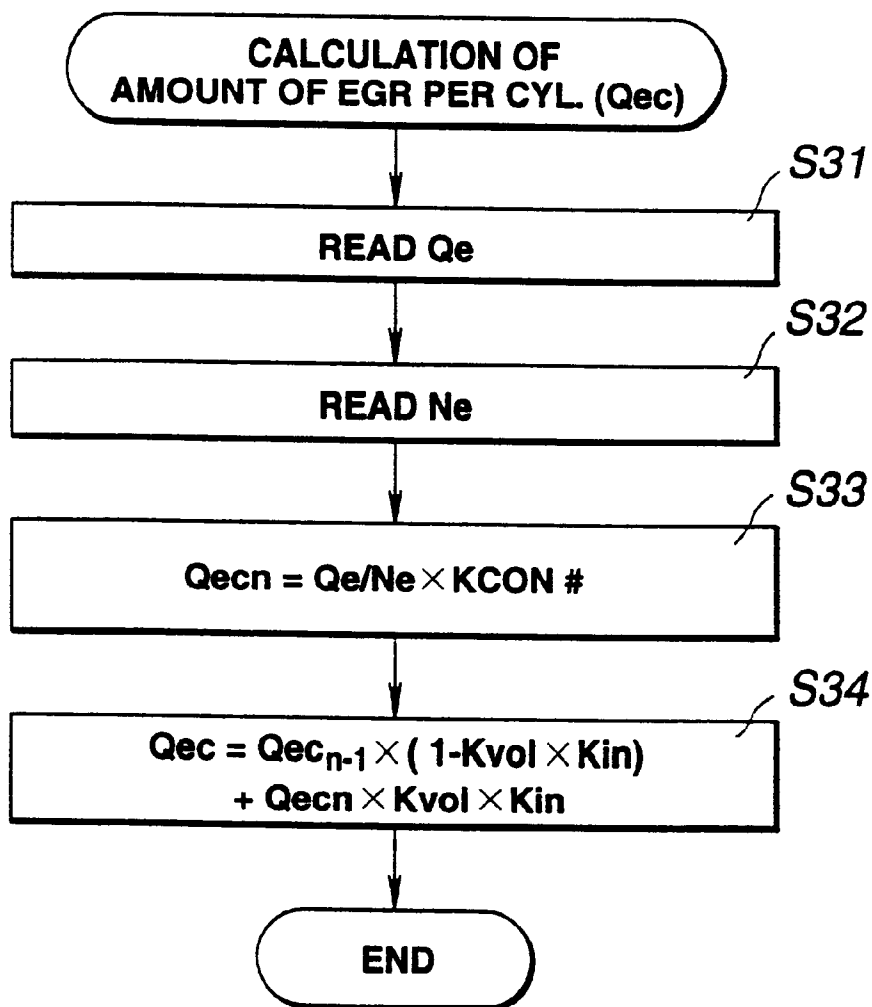 CALCULATION OF
AMOUNT OF EGR PER CYL. (Qec)
S31
READ Qe
S32
READ Ne
S33
Qecn = Qe/Ne × KCON #
S34
Qec = Qec_{n-1} × ( 1-Kvol × Kin)
+ Qecn × Kvol × Kin
END